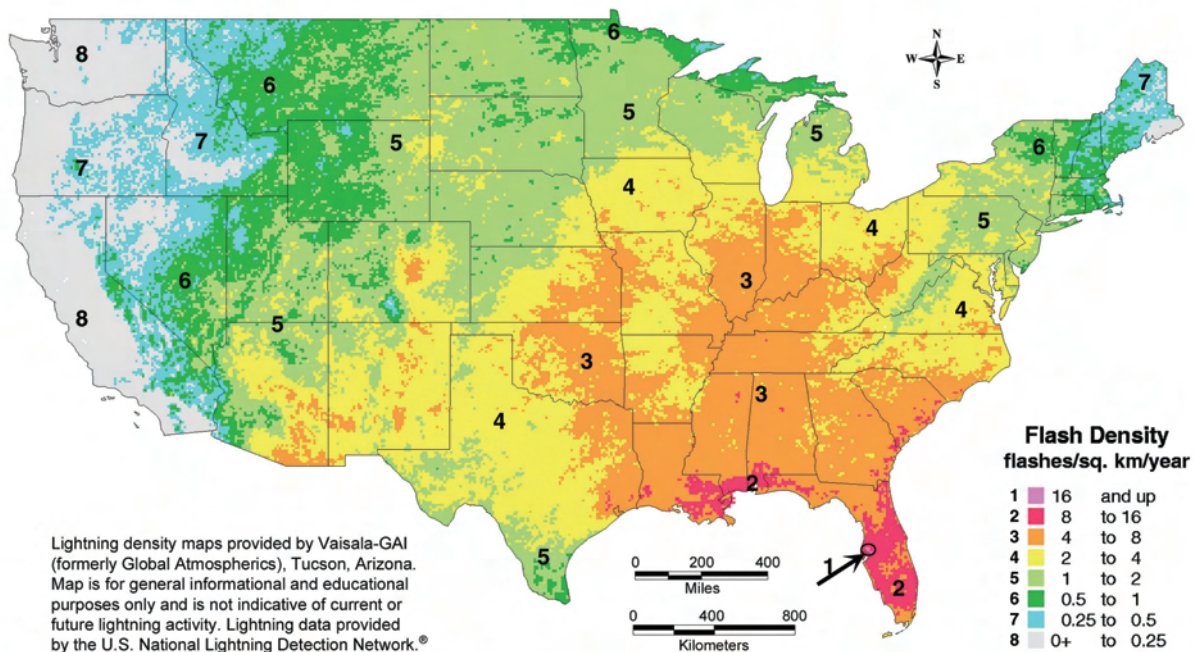 6
8
N
W E
S
7
6
5
7
5
5
7
6
4
4
5
6
3
8
4
5
3
3
4
2
Flash Density
flashes/sq. km/year
1 16 and up
2 8 to 16
3 4 to 8
4 2 to 4
5 1 to 2
6 0.5 to 1
7 0.25 to 0.5
8 0+ to 0.25
5
1
2
0 200 400
Miles
0 400 800
Kilometers
Lightning density maps provided by Vaisala-GAI
(formerly Global Atmospherics), Tucson, Arizona.
Map is for general informational and educational
purposes only and is not indicative of current or
future lightning activity. Lightning data provided
by the U.S. National Lightning Detection Network.®